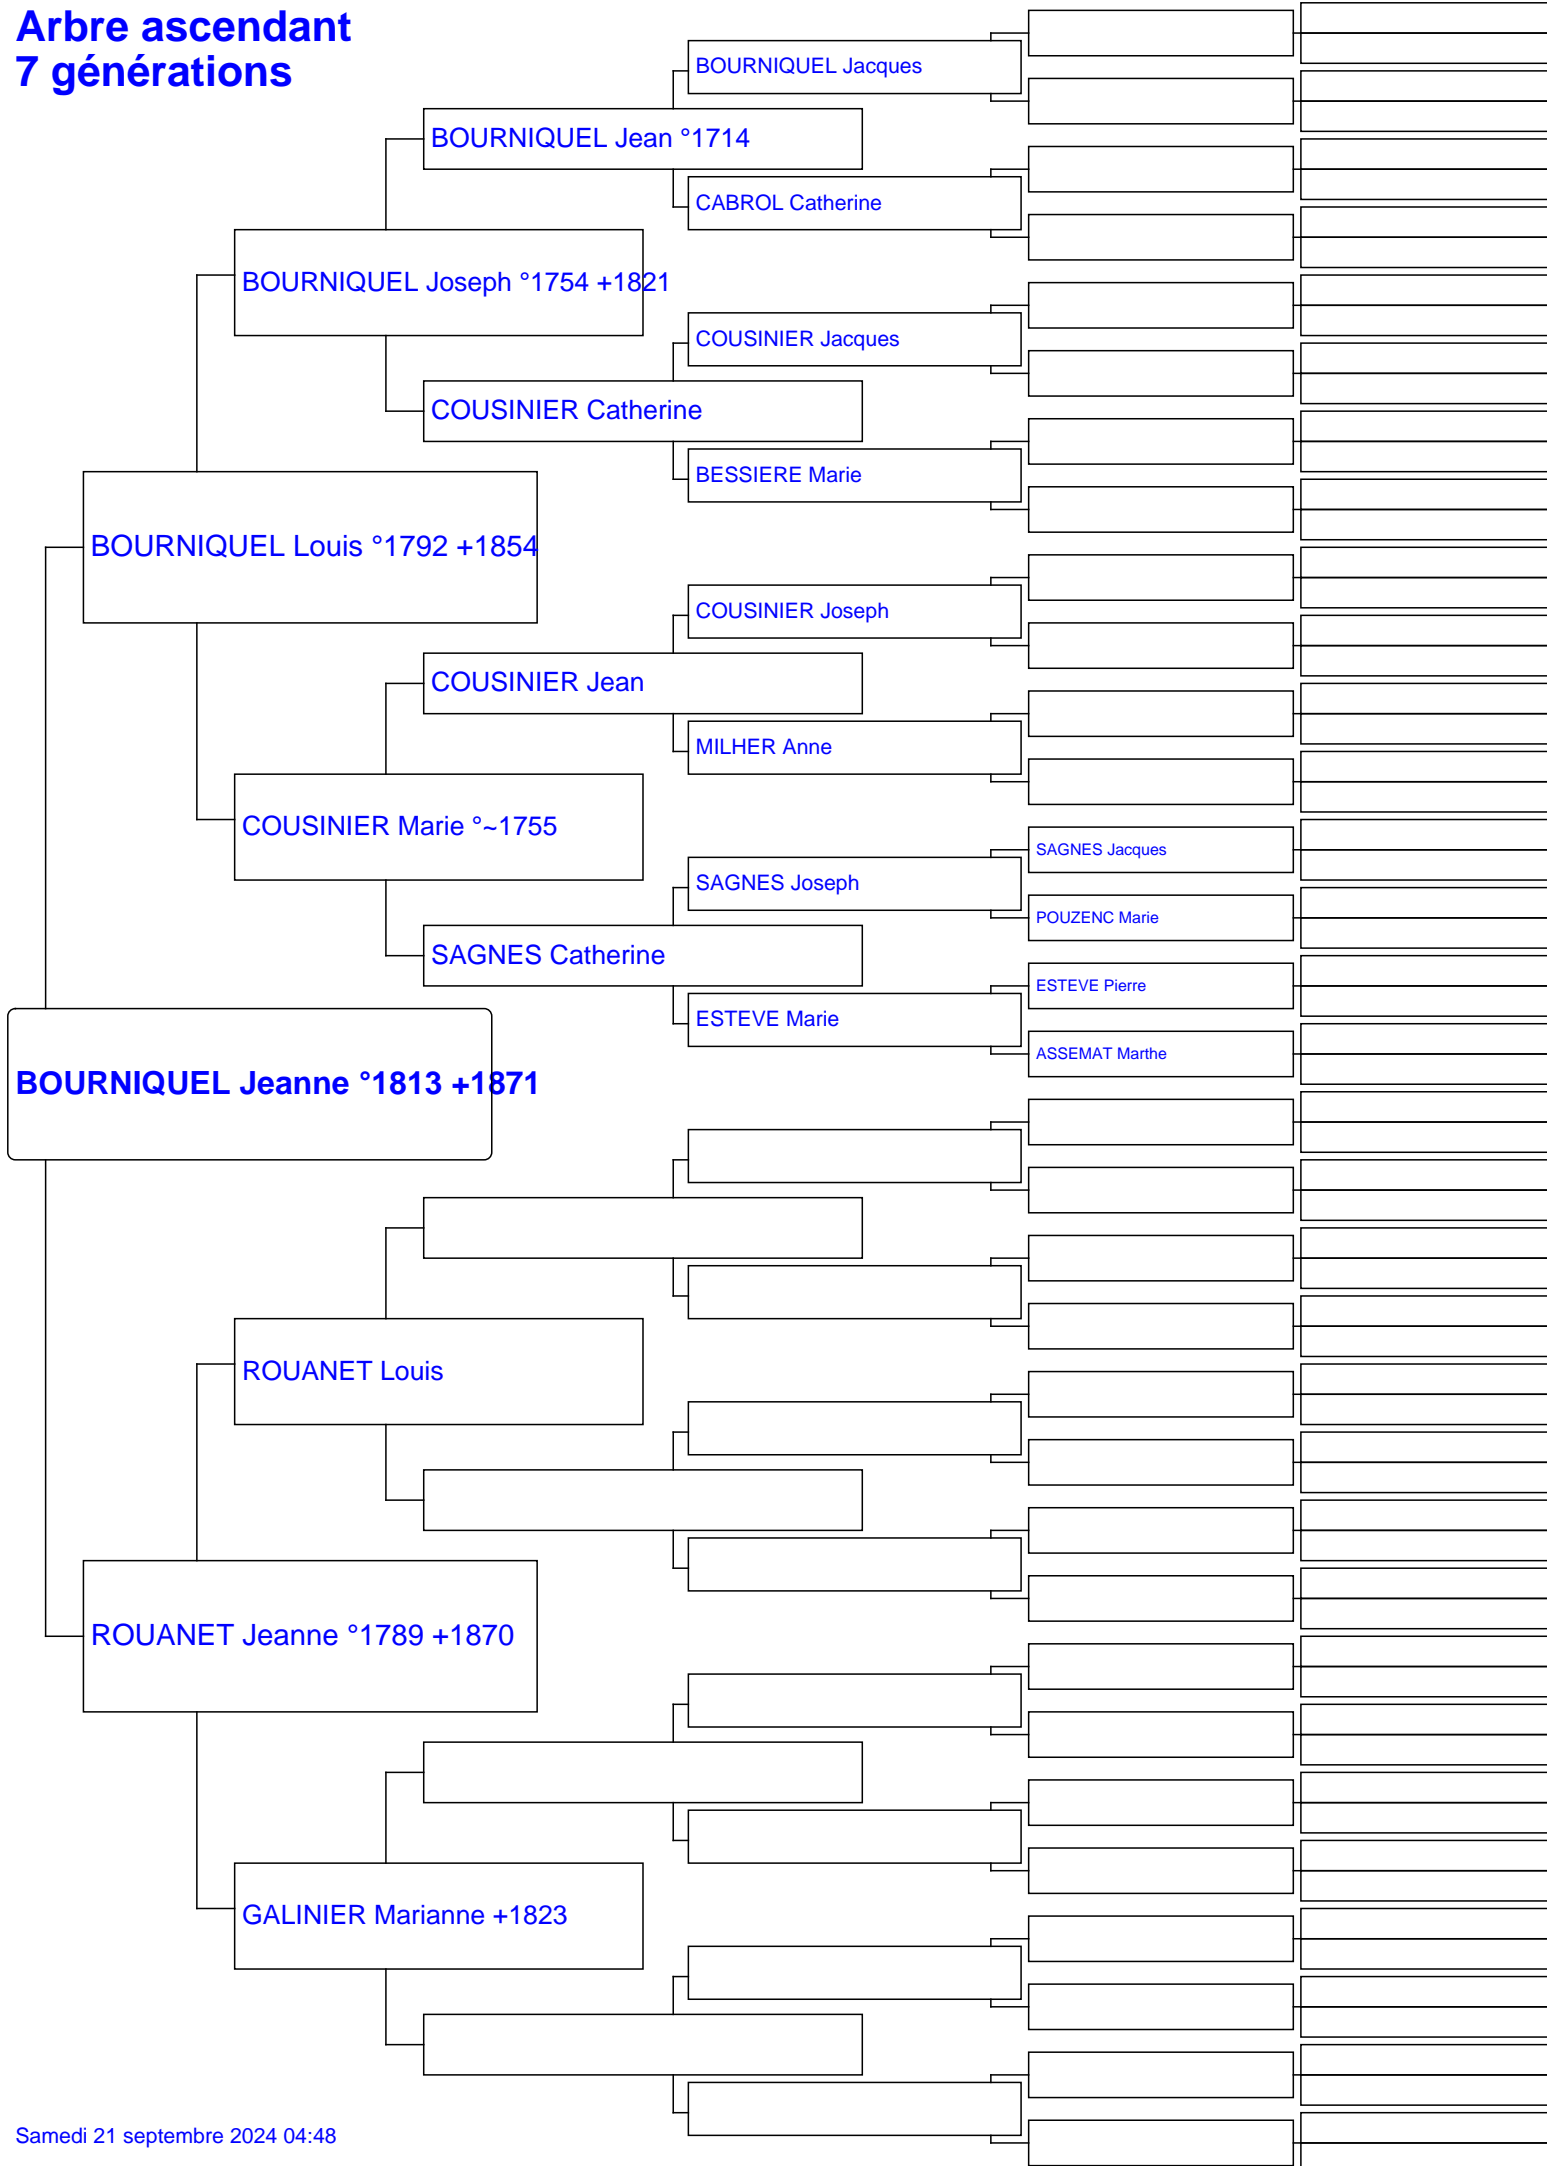 Arbre ascendant
7 générations
BOURNIQUEL Jacques
BOURNIQUEL Jean °1714
CABROL Catherine
BOURNIQUEL Joseph °1754 +1821
COUSINIER Jacques
COUSINIER Catherine
BESSIERE Marie
BOURNIQUEL Louis °1792 +1854
COUSINIER Joseph
COUSINIER Jean
MILHER Anne
COUSINIER Marie °~1755
SAGNES Jacques
SAGNES Joseph
POUZENC Marie
SAGNES Catherine
ESTEVE Pierre
ESTEVE Marie
ASSEMAT Marthe
BOURNIQUEL Jeanne °1813 +1871
ROUANET Louis
ROUANET Jeanne °1789 +1870
GALINIER Marianne +1823
Samedi 21 septembre 2024 04:48